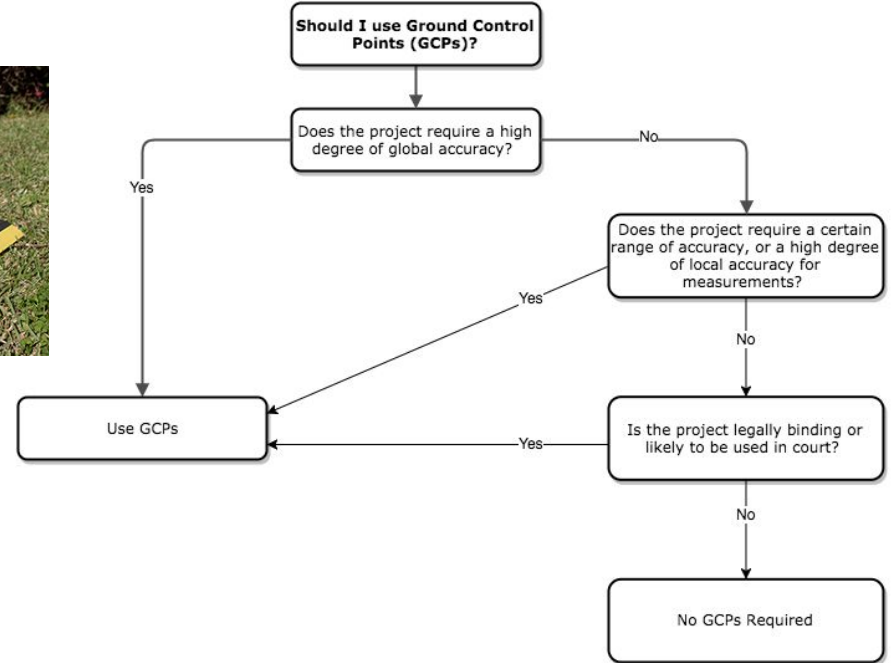 Should I use Ground Control
Points (GCPs)?
Does the project require a high
degree of global accuracy?
No
Yes
Does the project require a certain
range of accuracy, or a high degree
of local accuracy for
measurements?
Yes
No
Use GCPs
Is the project legally binding or
likely to be used in court?
Yes
No
No GCPs Required